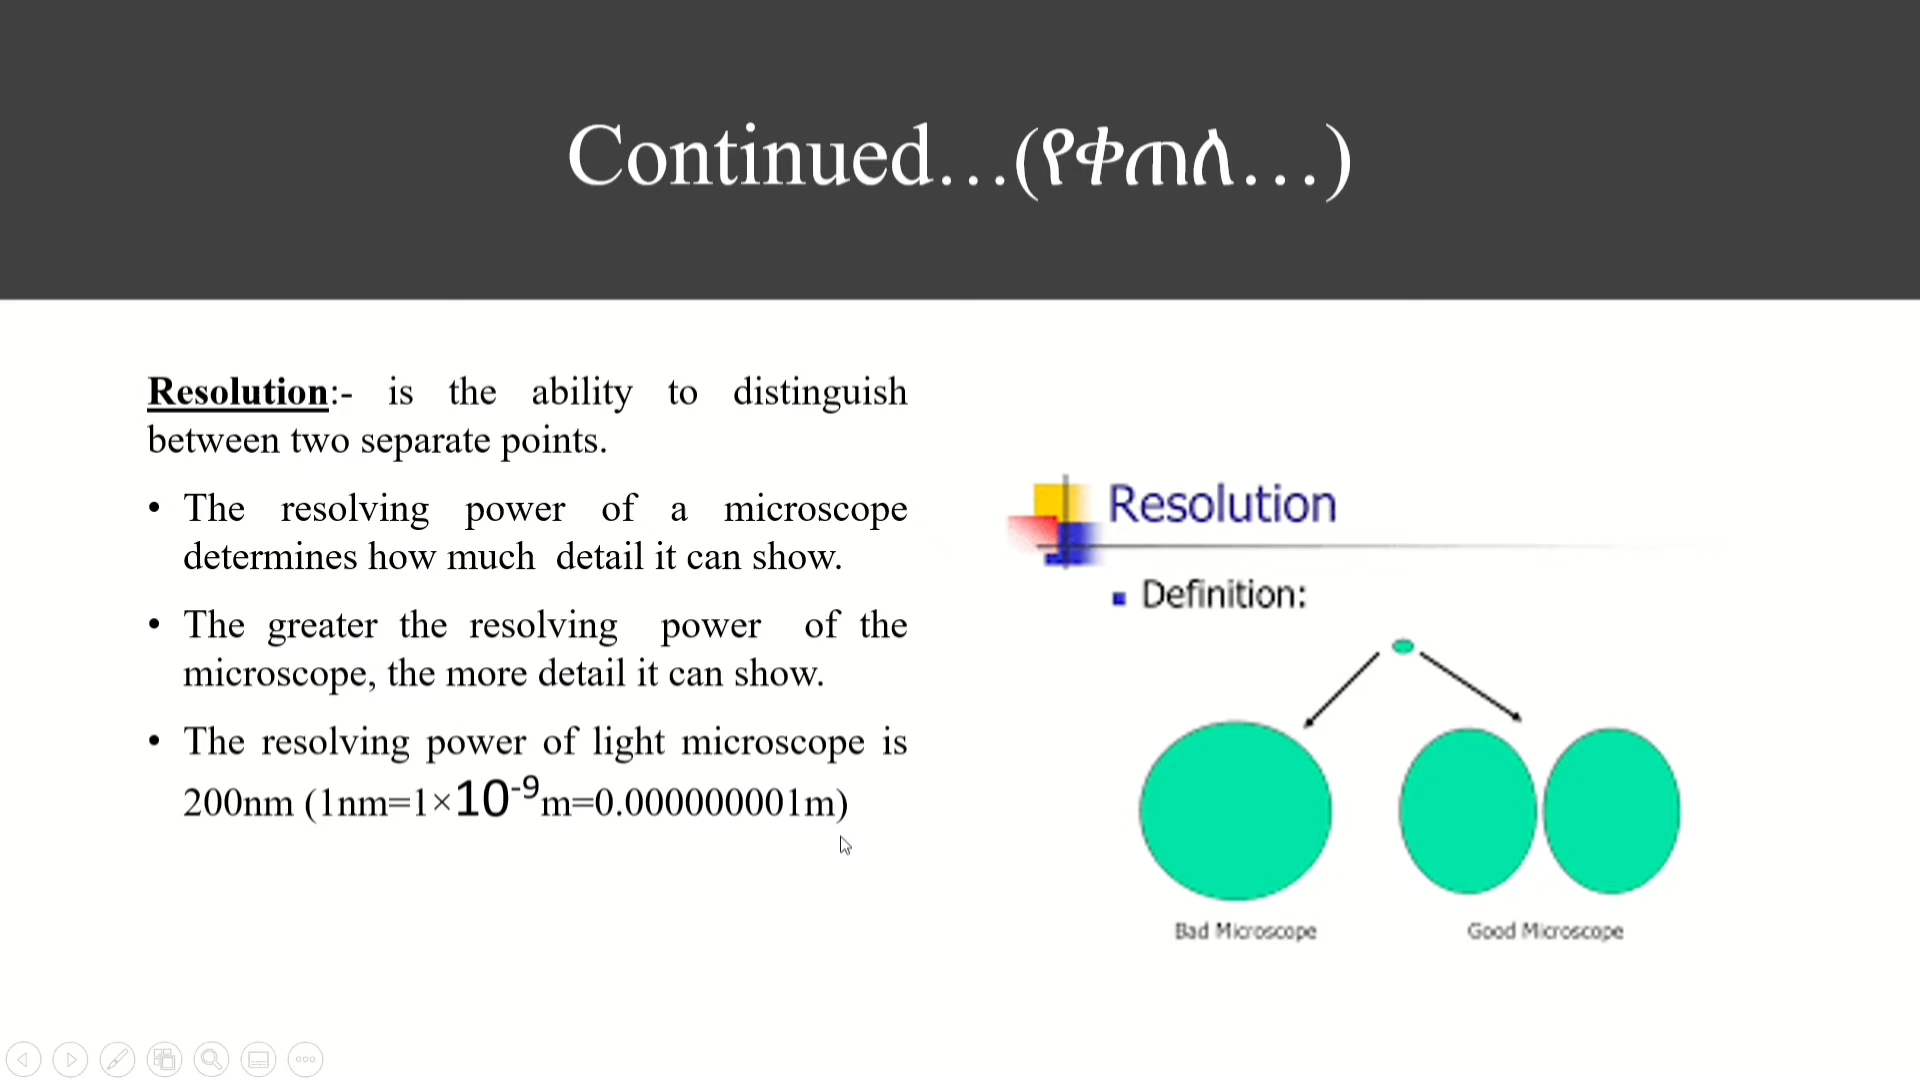 Continued…(የቀጠለ…)
Resolution:- is the ability to distinguish
between two separate points.
• The resolving power of a microscope
determines how much detail it can show.
• The greater the resolving power of the
microscope, the more detail it can show.
• The resolving power of light microscope is
200nm (1nm=1×10⁻⁹m=0.000000001m)
Resolution
Definition:
Bad Microscope
Good Microscope